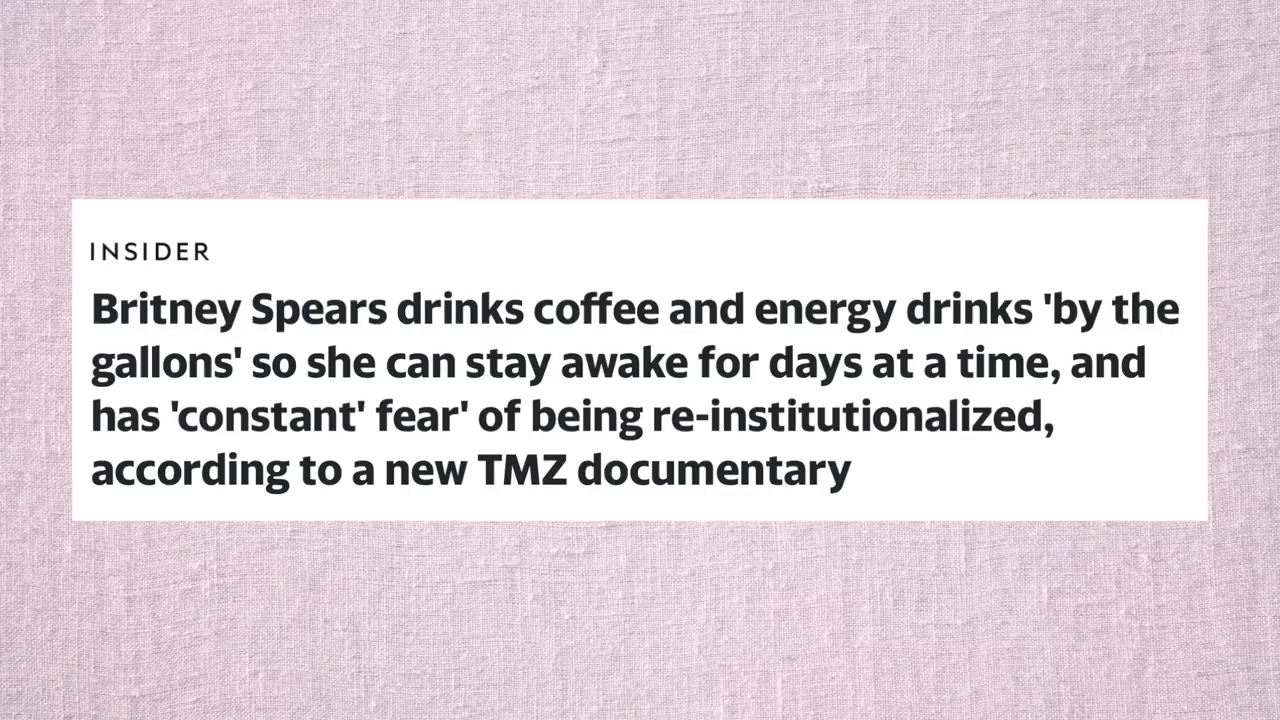 INSIDER
Britney Spears drinks coffee and energy drinks 'by the
gallons' so she can stay awake for days at a time, and
has 'constant' fear' of being re-institutionalized,
according to a new TMZ documentary